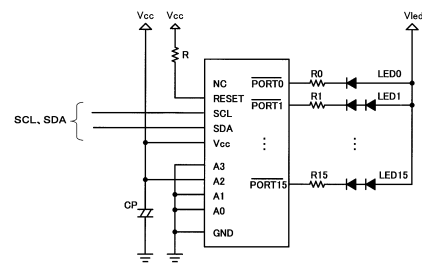 Vcc Vcc Vled
R
NC PORT0 R0 LED0
RESET PORT1 R1 LED1
SCL、SDA SCL
SDA
Vcc ⋮ ⋮
A3
A2 PORT15 R15 LED15
CP A1
A0
GND